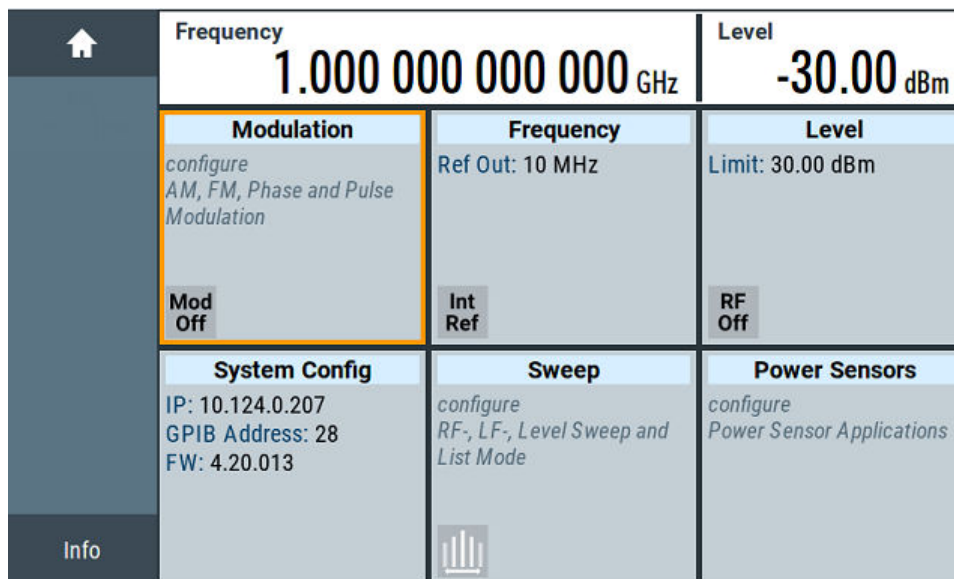 Frequency
1.000 000 000 000 GHz
Level
-30.00 dBm
Modulation
configure
AM, FM, Phase and Pulse
Modulation
Mod
Off
Frequency
Ref Out: 10 MHz
Int
Ref
Level
Limit: 30.00 dBm
RF
Off
System Config
IP: 10.124.0.207
GPIB Address: 28
FW: 4.20.013
Sweep
configure
RF-, LF-, Level Sweep and
List Mode
Power Sensors
configure
Power Sensor Applications
Info